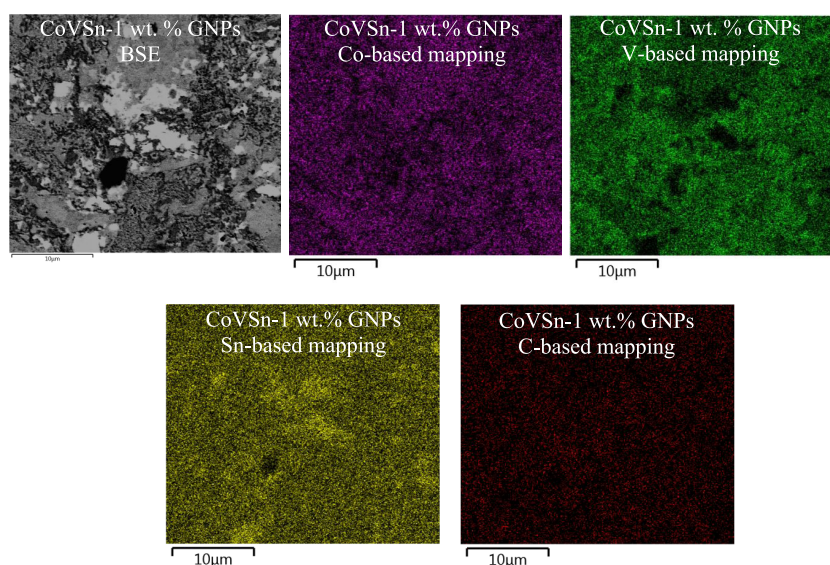 CoVSn-1 wt. % GNPs
BSE
10μm
CoVSn-1 wt. % GNPs
Co-based mapping
10μm
CoVSn-1 wt. % GNPs
V-based mapping
10μm
CoVSn-1 wt.% GNPs
Sn-based mapping
10μm
CoVSn-1 wt.% GNPs
C-based mapping
10μm